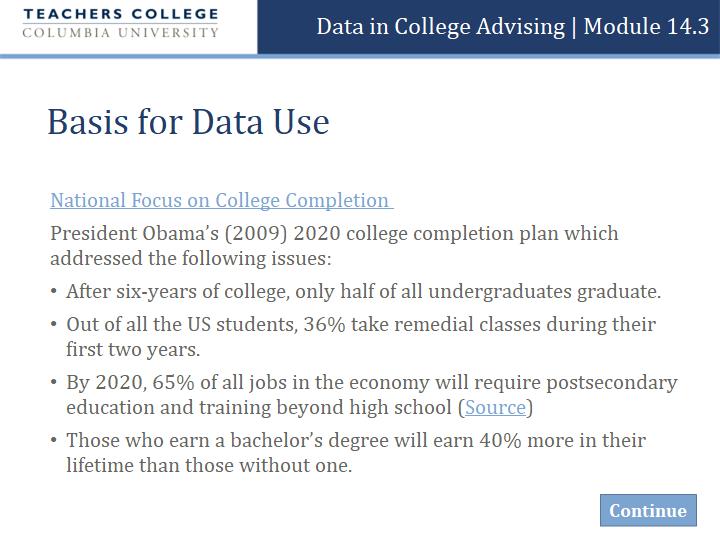 TEACHERS COLLEGE
COLUMBIA UNIVERSITY
Data in College Advising | Module 14.3
Basis for Data Use
National Focus on College Completion
President Obama’s (2009) 2020 college completion plan which
addressed the following issues:
• After six-years of college, only half of all undergraduates graduate.
• Out of all the US students, 36% take remedial classes during their
first two years.
• By 2020, 65% of all jobs in the economy will require postsecondary
education and training beyond high school (Source)
• Those who earn a bachelor’s degree will earn 40% more in their
lifetime than those without one.
Continue